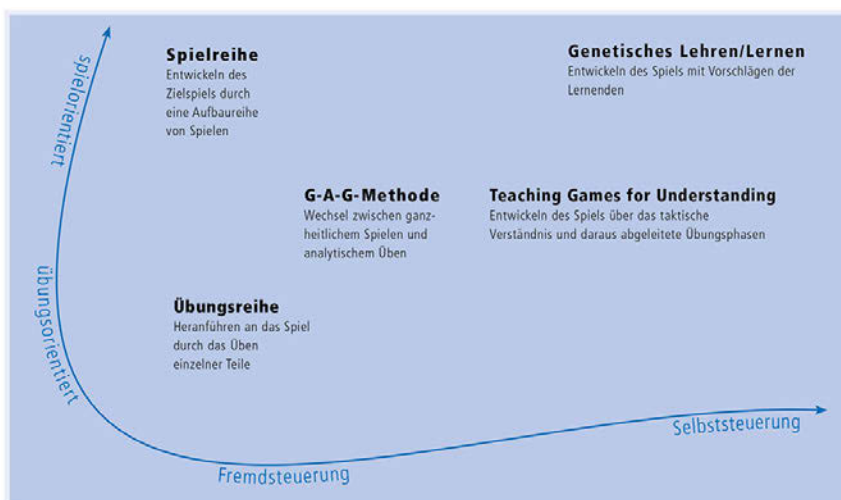 spielorientiert
Spielreihe
Entwickeln des
Zielspiels durch
eine Aufbaureihe
von Spielen
Genetisches Lehren/Lernen
Entwickeln des Spiels mit Vorschlägen der
Lernenden
G-A-G-Methode
Wechsel zwischen ganz-
heitlichem Spielen und
analytischem Üben
Teaching Games for Understanding
Entwickeln des Spiels über das taktische
Verständnis und daraus abgeleitete Übungsphasen
übungsorientiert
Übungsreihe
Heranführen an das Spiel
durch das Üben
einzelner Teile
Fremdsteuerung
Selbststeuerung